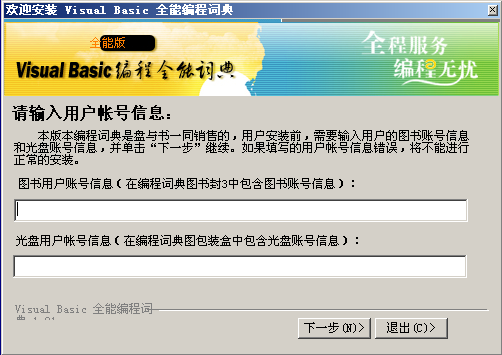 欢迎安装 Visual Basic 全能编程词典
全能版
Visual Basic编程全能词典
全程服务
编程无忧
请输入用户帐号信息：
本版本编程词典是盘与书一同销售的，用户安装前，需要输入用户的图书账号信息
和光盘账号信息，并单击“下一步”继续。如果填写的用户帐号信息错误，将不能进行
正常的安装。
图书用户账号信息（在编程词典图书封3中包含图书账号信息）：
光盘用户帐号信息（在编程词典图包装盒中包含光盘账号信息）：
Visual Basic 全能编程词
下一步(N)> 退出(C)>